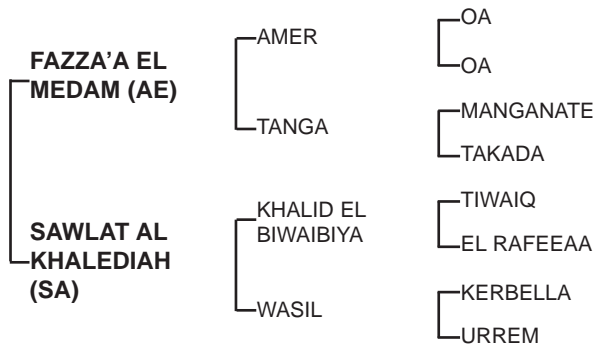 FAZZA’A EL
MEDAM (AE)
AMER
OA
OA
TANGA
MANGANATE
TAKADA
SAWLAT AL
KHALEDIAH
(SA)
KHALID EL
BIWAIBIYA
TIWAIQ
EL RAFEEAA
WASIL
KERBELLA
URREM